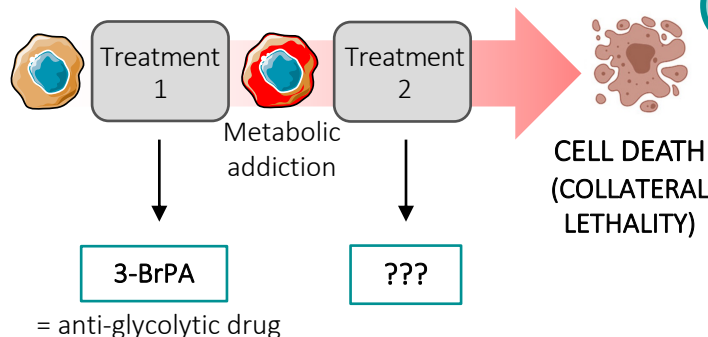 Treatment
1
Treatment
2
Metabolic
addiction
CELL DEATH
(COLLATERAL
LETHALITY)
3-BrPA
???
= anti-glycolytic drug